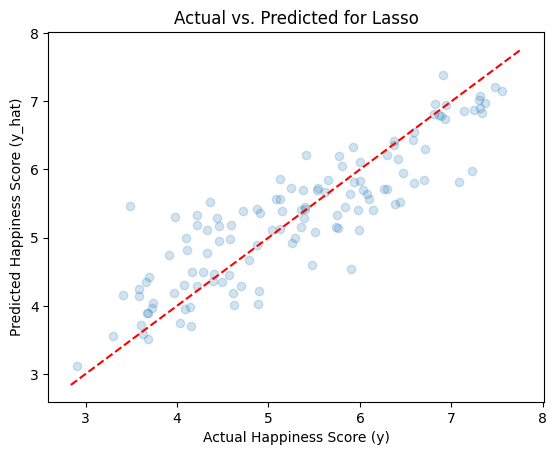 Actual vs. Predicted for Lasso
8
7
6
5
4
3
Predicted Happiness Score (y_hat)
3 4 5 6 7 8
Actual Happiness Score (y)